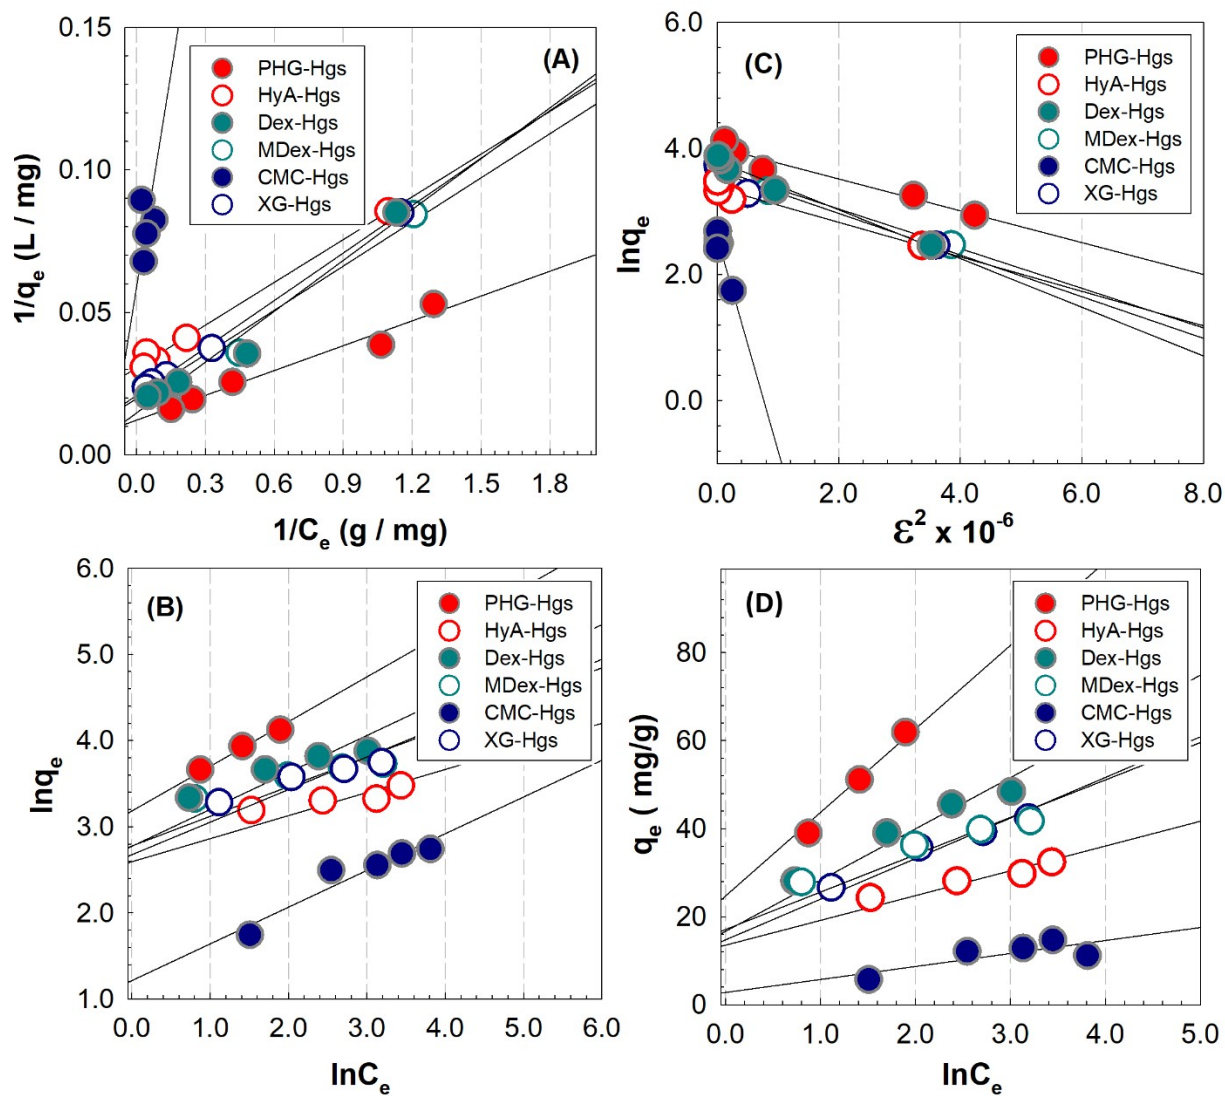 (A)
PHG-Hgs
HyA-Hgs
Dex-Hgs
MDex-Hgs
CMC-Hgs
XG-Hgs
0.15
0.10
0.05
0.00
1/qe (L / mg)
0.0 0.3 0.6 0.9 1.2 1.5 1.8
1/Ce (g / mg)
(C)
PHG-Hgs
HyA-Hgs
Dex-Hgs
MDex-Hgs
CMC-Hgs
XG-Hgs
6.0
4.0
2.0
0.0
lnqe
0.0 2.0 4.0 6.0 8.0
ε² x 10⁻⁶
(B)
PHG-Hgs
HyA-Hgs
Dex-Hgs
MDex-Hgs
CMC-Hgs
XG-Hgs
6.0
5.0
4.0
3.0
2.0
1.0
lnqe
0.0 1.0 2.0 3.0 4.0 5.0 6.0
lnCe
(D)
PHG-Hgs
HyA-Hgs
Dex-Hgs
MDex-Hgs
CMC-Hgs
XG-Hgs
80
60
40
20
0
qe ( mg/g)
0.0 1.0 2.0 3.0 4.0 5.0
lnCe